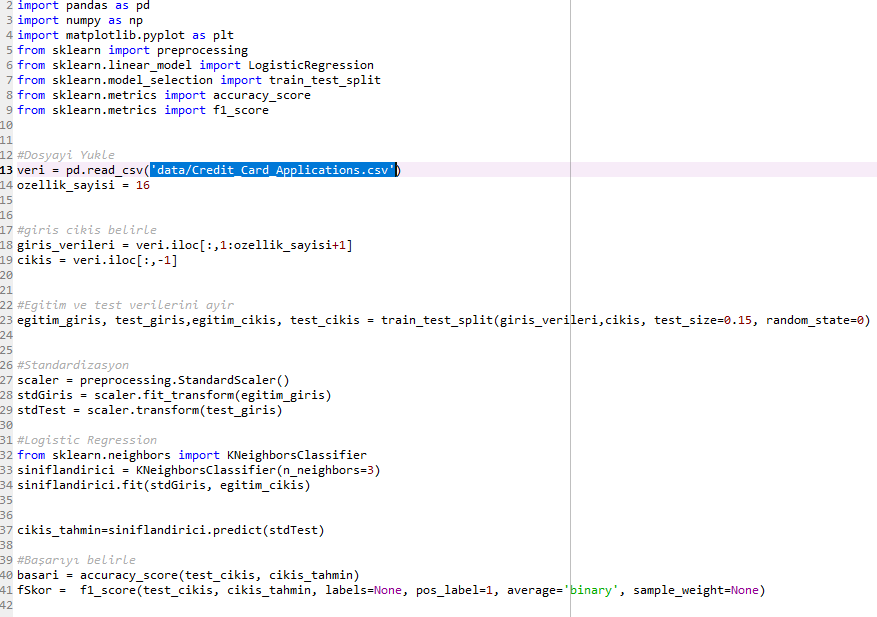 2 import pandas as pd
3 import numpy as np
4 import matplotlib.pyplot as plt
5 from sklearn import preprocessing
6 from sklearn.linear_model import LogisticRegression
7 from sklearn.model_selection import train_test_split
8 from sklearn.metrics import accuracy_score
9 from sklearn.metrics import f1_score
10
11
12 #Dosyayi Yukle
13 veri = pd.read_csv('data/Credit_Card_Applications.csv')
14 ozellik_sayisi = 16
15
16
17 #giris cikis belirle
18 giris_verileri = veri.iloc[:,1:ozellik_sayisi+1]
19 cikis = veri.iloc[:,-1]
20
21
22 #Egitim ve test verilerini ayir
23 egitim_giris, test_giris,egitim_cikis, test_cikis = train_test_split(giris_verileri,cikis, test_size=0.15, random_state=0)
24
25
26 #Standardizasyon
27 scaler = preprocessing.StandardScaler()
28 stdGiris = scaler.fit_transform(egitim_giris)
29 stdTest = scaler.transform(test_giris)
30
31 #Logistic Regression
32 from sklearn.neighbors import KNeighborsClassifier
33 siniflandirici = KNeighborsClassifier(n_neighbors=3)
34 siniflandirici.fit(stdGiris, egitim_cikis)
35
36
37 cikis_tahmin=siniflandirici.predict(stdTest)
38
39 #Başarıyı belirle
40 basari = accuracy_score(test_cikis, cikis_tahmin)
41 fSkor =  f1_score(test_cikis, cikis_tahmin, labels=None, pos_label=1, average='binary', sample_weight=None)
42